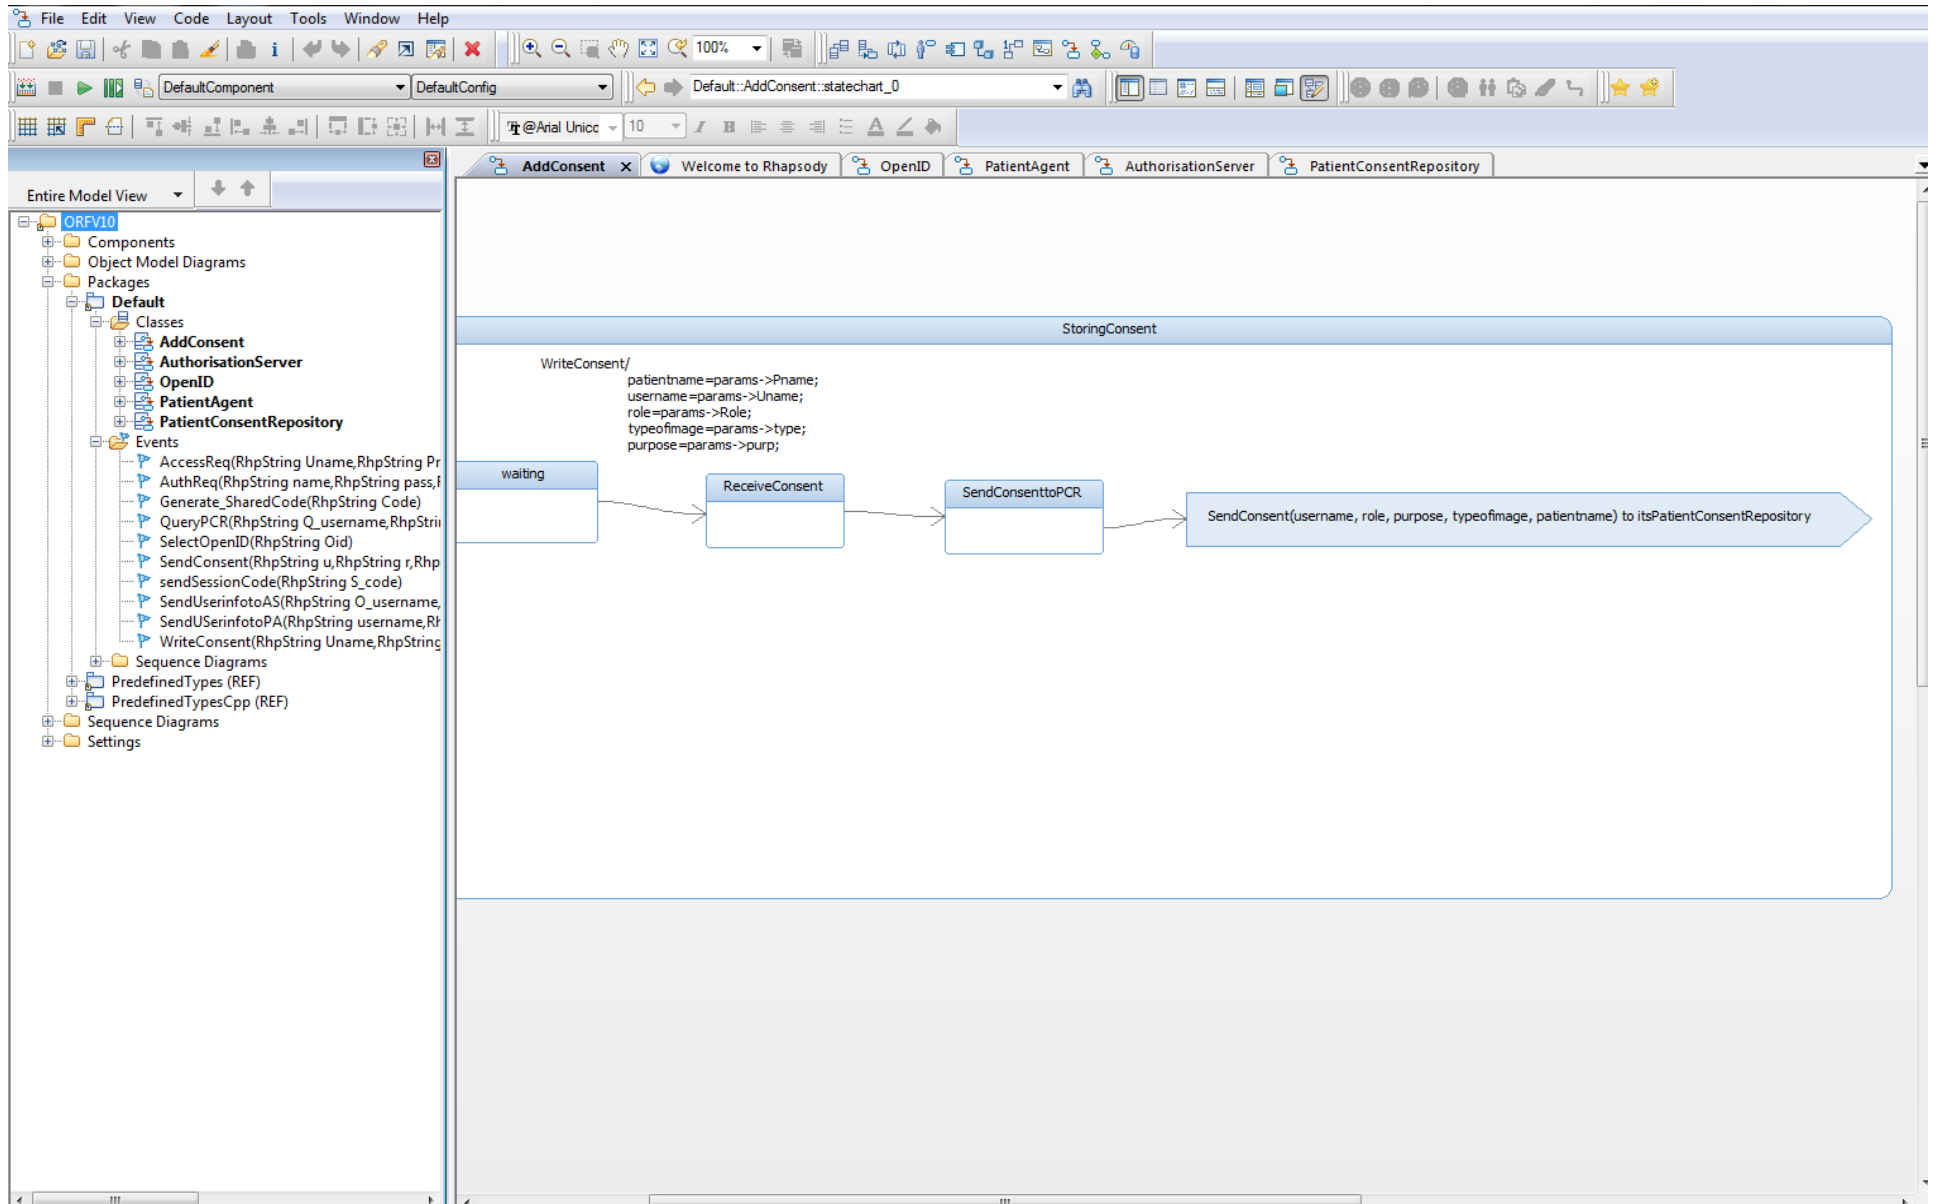 File Edit View Code Layout Tools Window Help
100%
DefaultComponent DefaultConfig Default::AddConsent::statechart_0
@Arial Unicc 10
AddConsent x Welcome to Rhapsody OpenID PatientAgent AuthorisationServer PatientConsentRepository
Entire Model View
ORFV10
Components
Object Model Diagrams
Packages
Default
Classes
AddConsent
AuthorisationServer
OpenID
PatientAgent
PatientConsentRepository
Events
AccessReq(RhpString Uname,RhpString Pr
AuthReq(RhpString name,RhpString pass,F
Generate_SharedCode(RhpString Code)
QueryPCR(RhpString Q_username,RhpStrin
SelectOpenID(RhpString Oid)
SendConsent(RhpString u,RhpString r,Rhp
sendSessionCode(RhpString S_code)
SendUserinfotoAS(RhpString O_username,
SendUSerinfotoPA(RhpString username,Rh
WriteConsent(RhpString Uname,RhpString
Sequence Diagrams
PredefinedTypes (REF)
PredefinedTypesCpp (REF)
Sequence Diagrams
Settings
StoringConsent
WriteConsent/
patientname=params->Pname;
username=params->Uname;
role=params->Role;
typeofimage=params->type;
purpose=params->purp;
waiting
ReceiveConsent
SendConsenttoPCR
SendConsent(username, role, purpose, typeofimage, patientname) to itsPatientConsentRepository